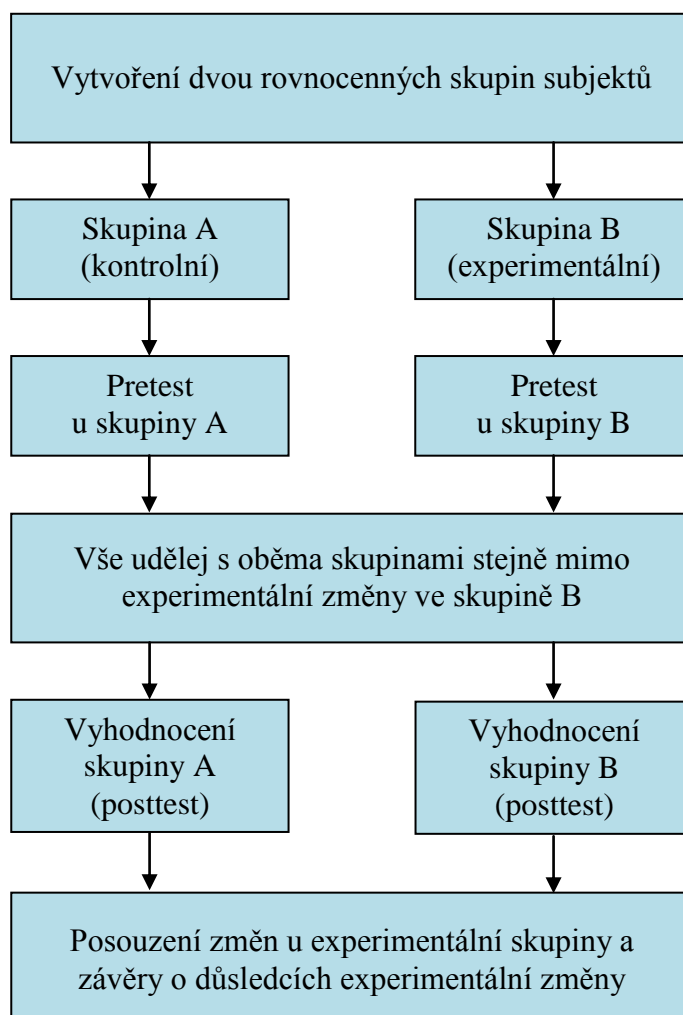 Vytvoření dvou rovnocenných skupin subjektů
Skupina A
(kontrolní)
Skupina B
(experimentální)
Pretest
u skupiny A
Pretest
u skupiny B
Vše udělej s oběma skupinami stejně mimo
experimentální změny ve skupině B
Vyhodnocení
skupiny A
(posttest)
Vyhodnocení
skupiny B
(posttest)
Posouzení změn u experimentální skupiny a
závěry o důsledcích experimentální změny